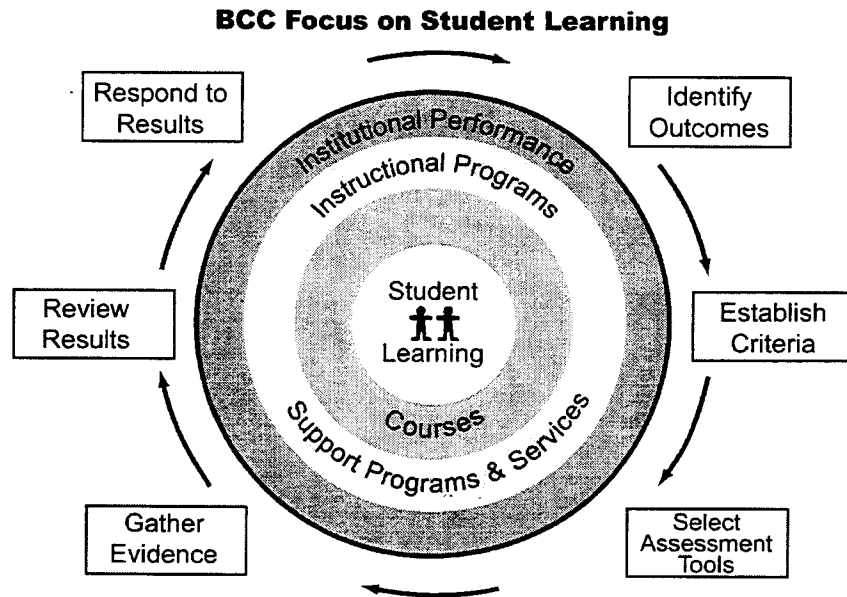 BCC Focus on Student Learning
Respond to
Results
Identify
Outcomes
Institutional Performance
Instructional Programs
Review
Results
Student
Learning
Establish
Criteria
Courses
Support Programs & Services
Gather
Evidence
Select
Assessment
Tools